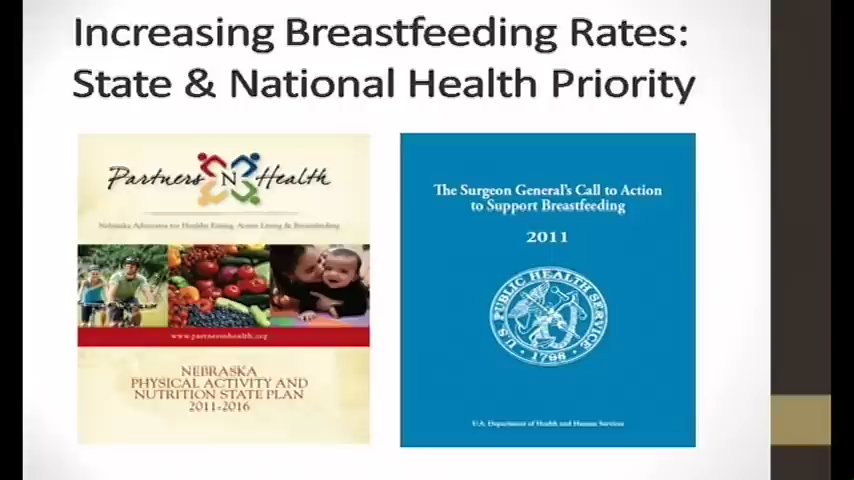 Increasing Breastfeeding Rates:
State & National Health Priority
Partners N Health
Nebraska Advocates for Healthy Eating, Active Living & Breastfeeding
www.partnersnhealth.org
NEBRASKA
PHYSICAL ACTIVITY AND
NUTRITION STATE PLAN
2011-2016
The Surgeon General's Call to Action
to Support Breastfeeding
2011
U.S. PUBLIC HEALTH SERVICE
1798
U.S. Department of Health and Human Services